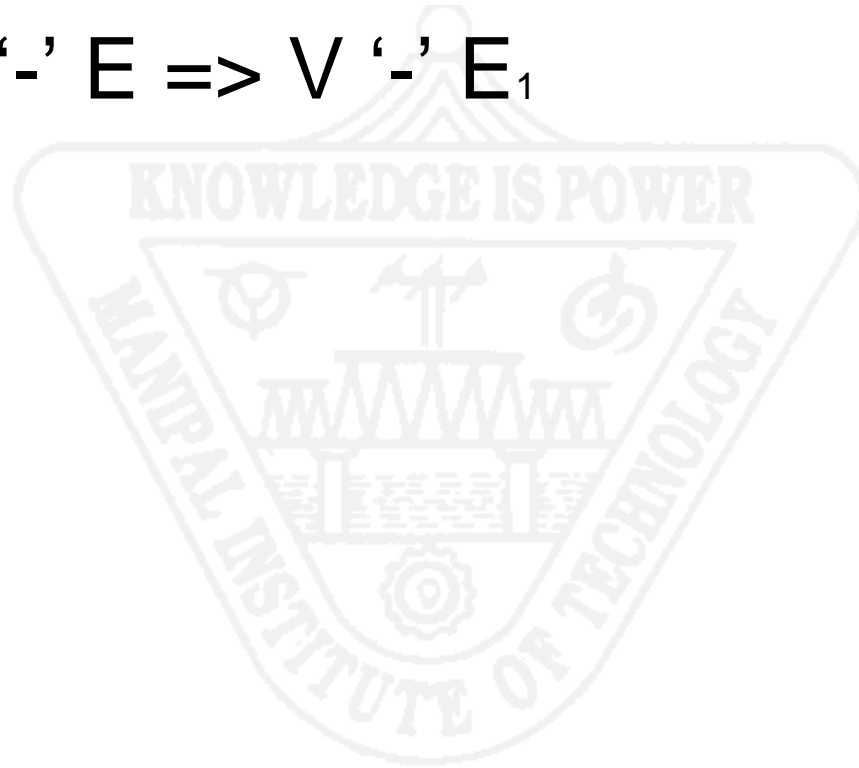 ‘-’ E => V ‘-’ E₁
KNOWLEDGE IS POWER
MANIPAL INSTITUTE OF TECHNOLOGY